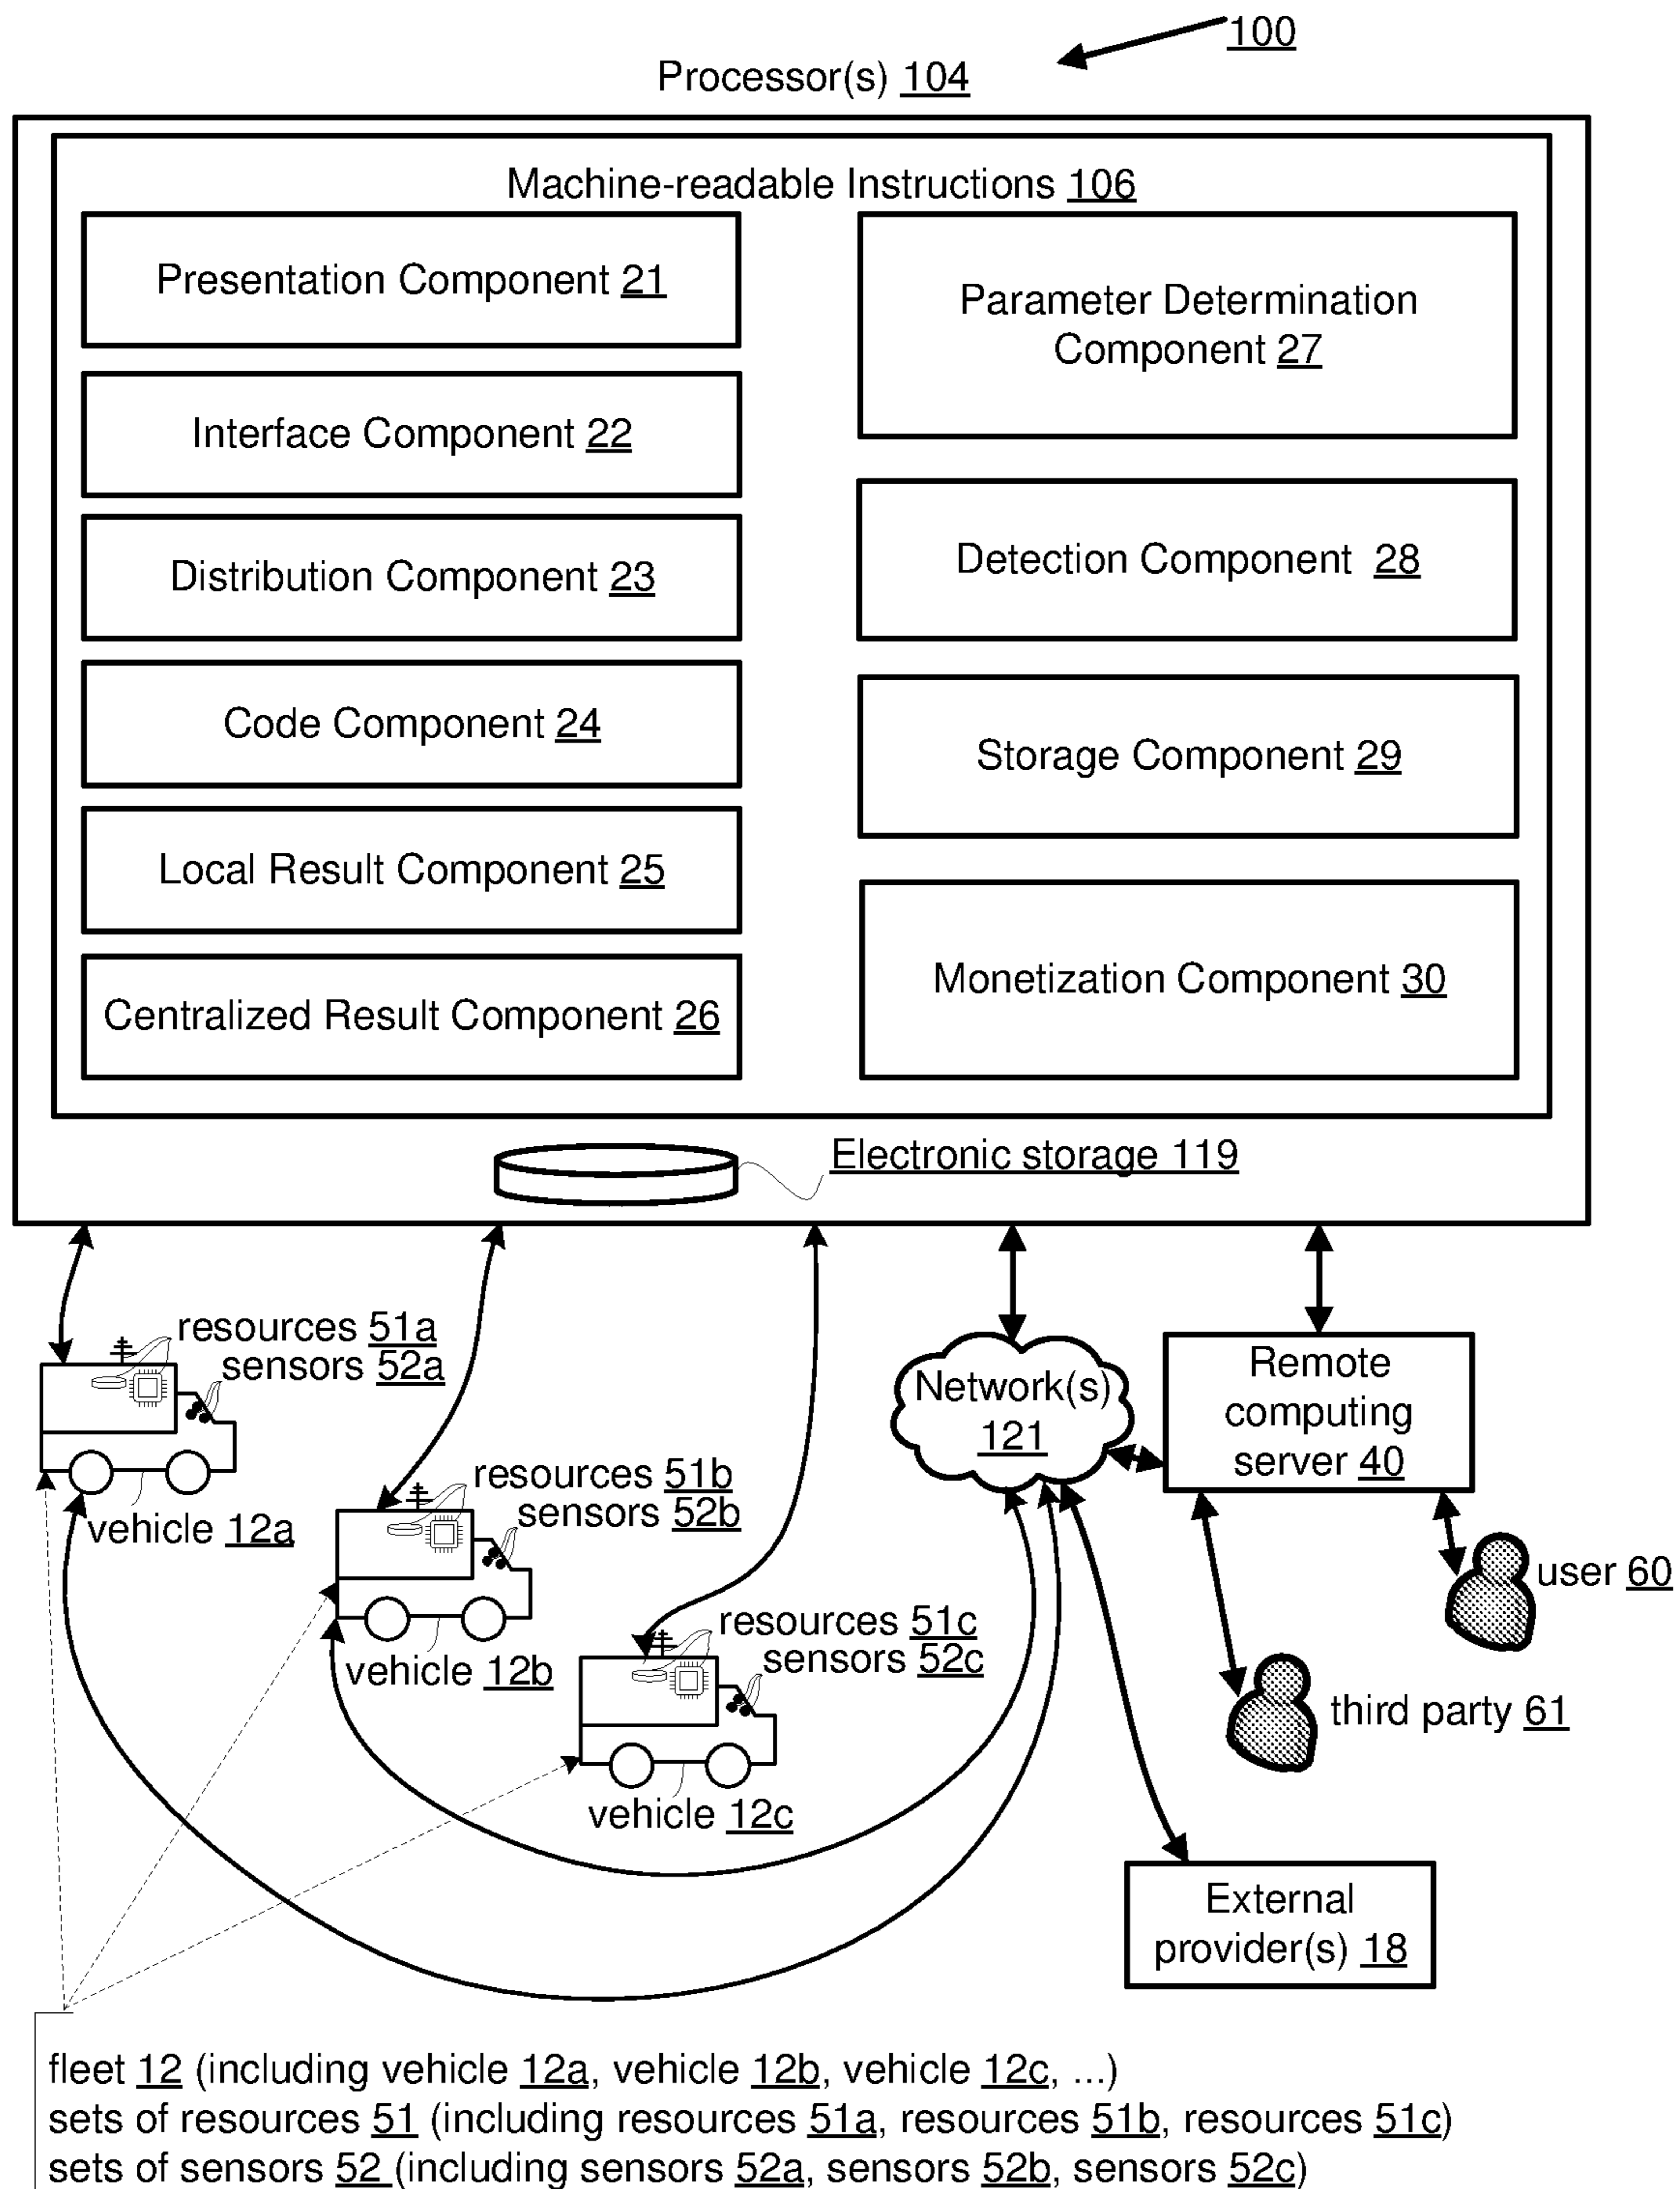 100
Processor(s) 104
Machine-readable Instructions 106
Presentation Component 21
Interface Component 22
Distribution Component 23
Code Component 24
Local Result Component 25
Centralized Result Component 26
Parameter Determination
Component 27
Detection Component 28
Storage Component 29
Monetization Component 30
Electronic storage 119
resources 51a
sensors 52a
vehicle 12a
resources 51b
sensors 52b
vehicle 12b
resources 51c
sensors 52c
vehicle 12c
Network(s)
121
Remote
computing
server 40
user 60
third party 61
External
provider(s) 18
fleet 12 (including vehicle 12a, vehicle 12b, vehicle 12c, ...)
sets of resources 51 (including resources 51a, resources 51b, resources 51c)
sets of sensors 52 (including sensors 52a, sensors 52b, sensors 52c)